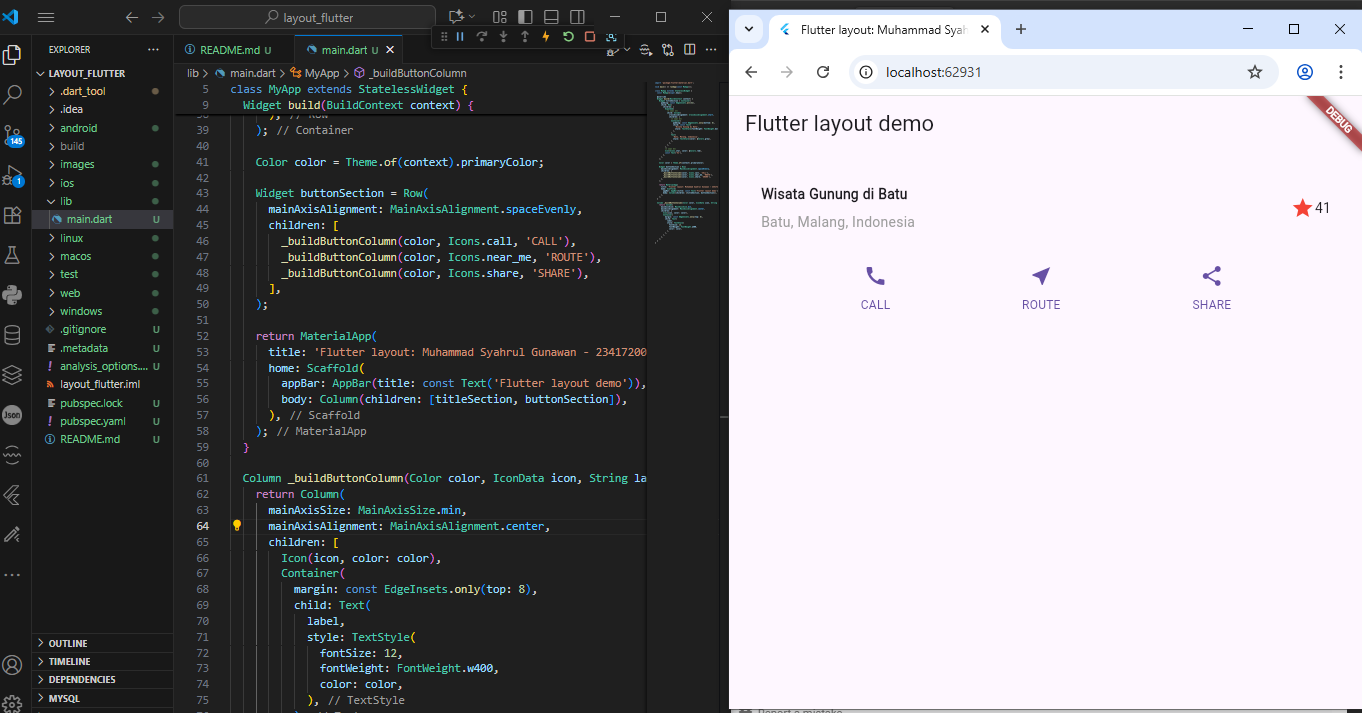 layout_flutter
EXPLORER
LAYOUT_FLUTTER
.dart_tool
.idea
android
build
images
ios
lib
main.dart U
linux
macos
test
web
windows
.gitignore U
.metadata U
analysis_options.... U
layout_flutter.iml
pubspec.lock U
pubspec.yaml U
README.md U
OUTLINE
TIMELINE
DEPENDENCIES
MYSQL
145
1
Json
README.md U
main.dart U
lib > main.dart > MyApp > _buildButtonColumn
5 class MyApp extends StatelessWidget {
9 Widget build(BuildContext context) {
38 ); // Row
39 ); // Container
40
41 Color color = Theme.of(context).primaryColor;
42
43 Widget buttonSection = Row(
44 mainAxisAlignment: MainAxisAlignment.spaceEvenly,
45 children: [
46 _buildButtonColumn(color, Icons.call, 'CALL'),
47 _buildButtonColumn(color, Icons.near_me, 'ROUTE'),
48 _buildButtonColumn(color, Icons.share, 'SHARE'),
49 ],
50 );
51
52 return MaterialApp(
53 title: 'Flutter layout: Muhammad Syahrul Gunawan - 23417200
54 home: Scaffold(
55 appBar: AppBar(title: const Text('Flutter layout demo')),
56 body: Column(children: [titleSection, buttonSection]),
57 ), // Scaffold
58 ); // MaterialApp
59 }
60
61 Column _buildButtonColumn(Color color, IconData icon, String la
62 return Column(
63 mainAxisSize: MainAxisSize.min,
64 mainAxisAlignment: MainAxisAlignment.center,
65 children: [
66 Icon(icon, color: color),
67 Container(
68 margin: const EdgeInsets.only(top: 8),
69 child: Text(
70 label,
71 style: TextStyle(
72 fontSize: 12,
73 fontWeight: FontWeight.w400,
74 color: color,
75 ), // TextStyle
Flutter layout: Muhammad Syah
localhost:62931
DEBUG
Flutter layout demo
Wisata Gunung di Batu
Batu, Malang, Indonesia
41
CALL
ROUTE
SHARE